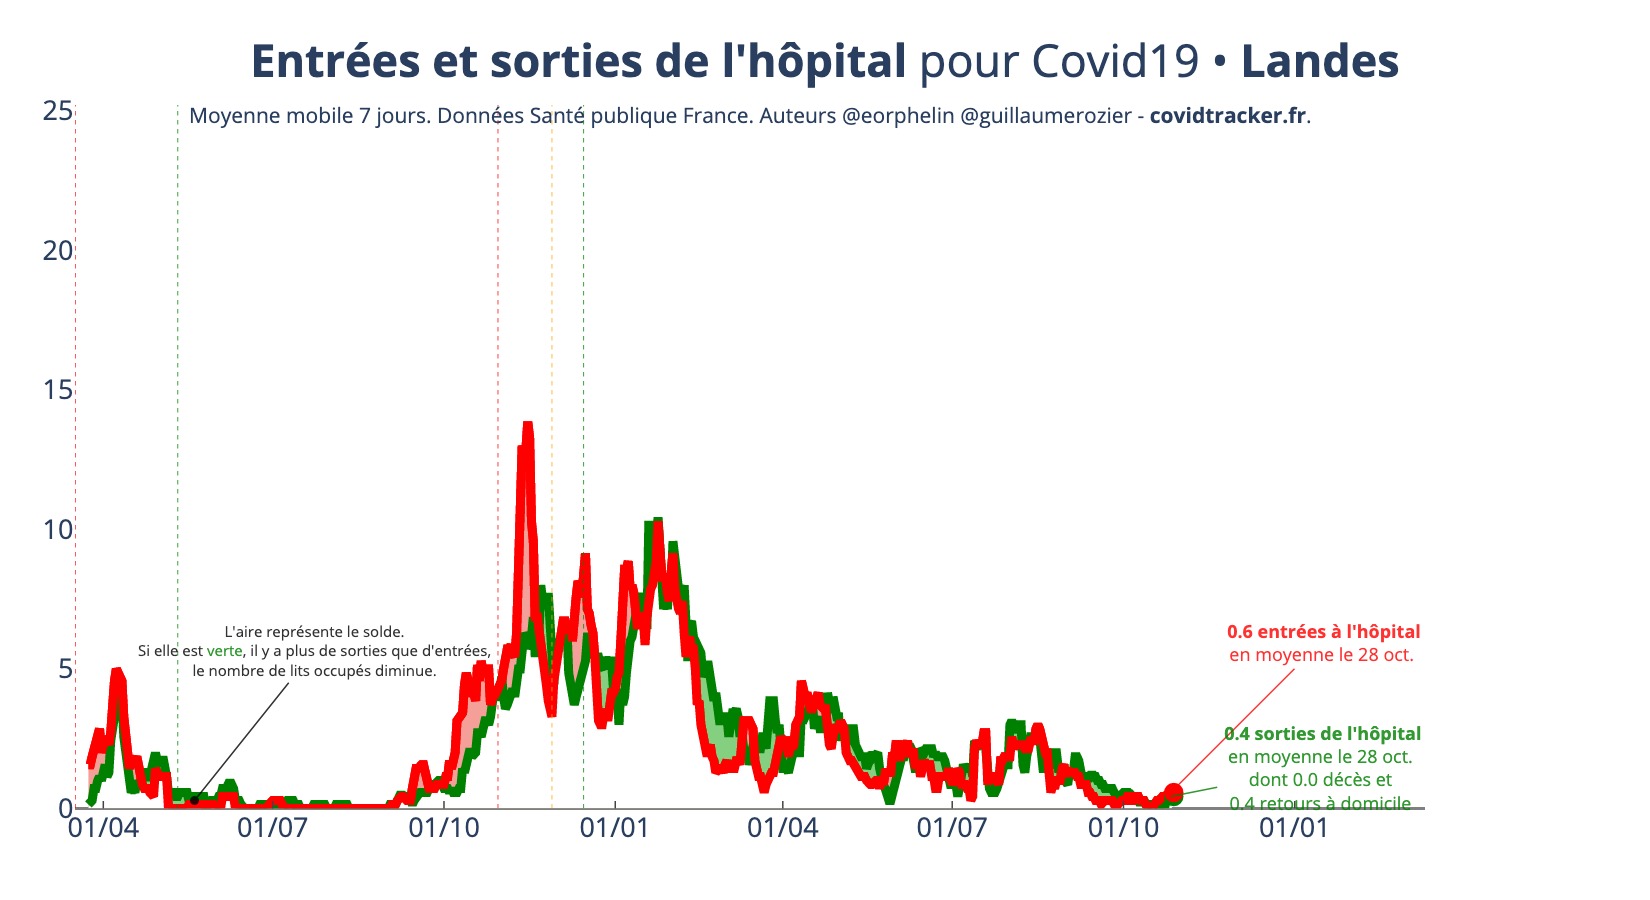 Entrées et sorties de l'hôpital pour Covid19 • Landes
Moyenne mobile 7 jours. Données Santé publique France. Auteurs @eorphelin @guillaumerozier - covidtracker.fr.
25
20
15
10
5
0
L'aire représente le solde.
Si elle est verte, il y a plus de sorties que d'entrées,
le nombre de lits occupés diminue.
0.6 entrées à l'hôpital
en moyenne le 28 oct.
0.4 sorties de l'hôpital
en moyenne le 28 oct.
dont 0.0 décès et
0.4 retours à domicile
01/04 01/07 01/10 01/01 01/04 01/07 01/10 01/01